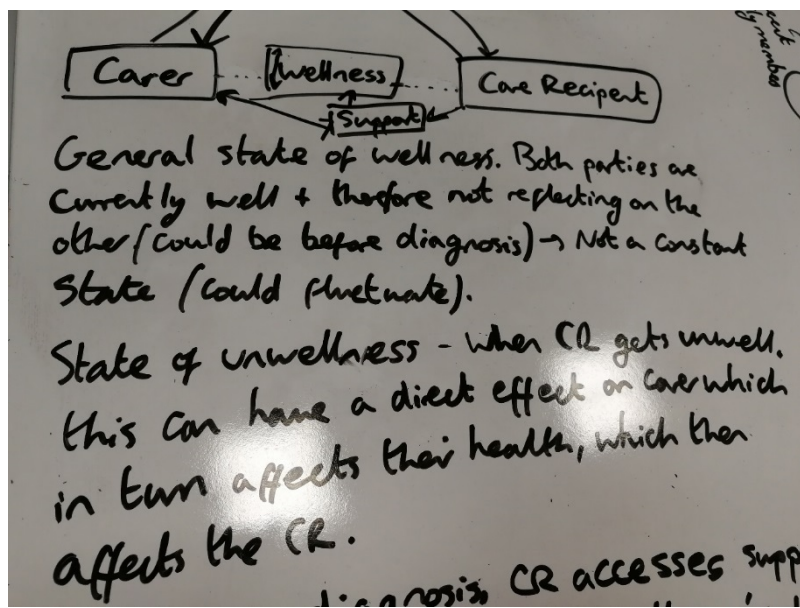 Carer
Wellness
Care Recipent
Support
General state of wellness. Both parties are
currently well + therefore not reflecting on the
other (could be before diagnosis) → Not a constant
State (could fluctuate).
State of unwellness - when CR gets unwell,
this can have a direct effect on carer which
in turn affects their health, which then
affects the CR.
diagnosis, CR accesses supp
member